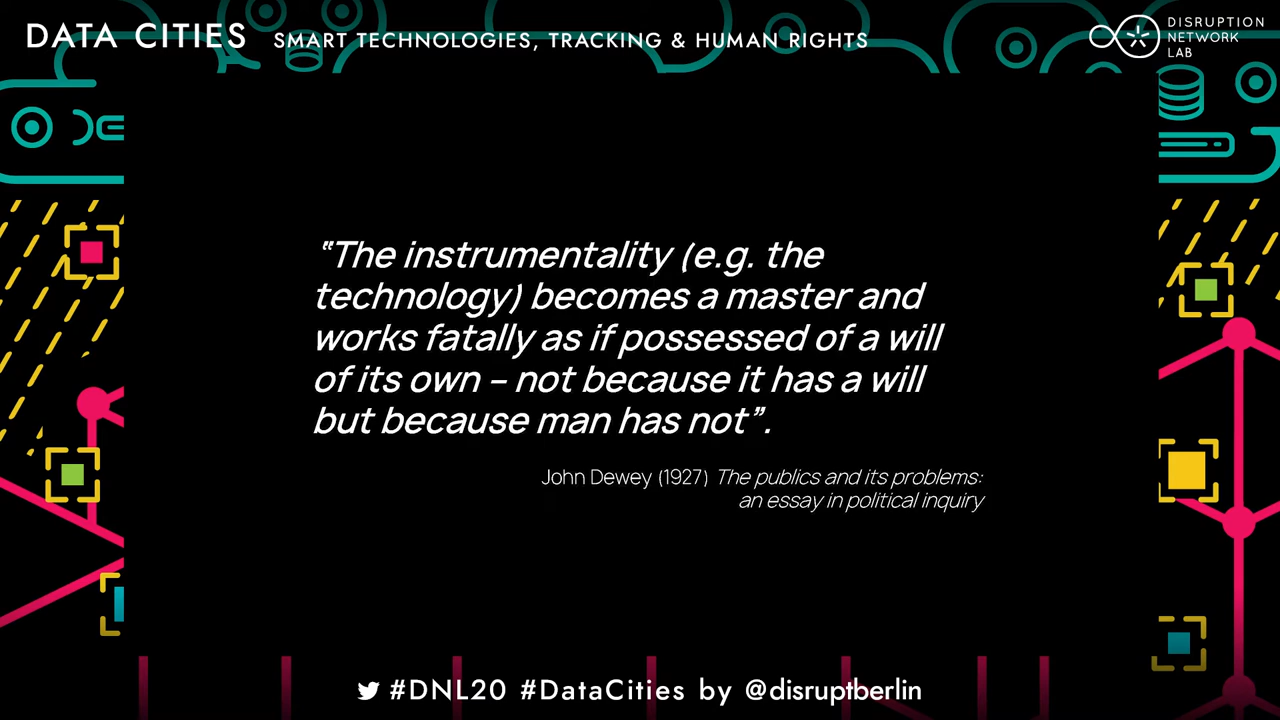 DATA CITIES SMART TECHNOLOGIES, TRACKING & HUMAN RIGHTS
DISRUPTION
NETWORK
LAB
“The instrumentality (e.g. the
technology) becomes a master and
works fatally as if possessed of a will
of its own – not because it has a will
but because man has not”.
John Dewey (1927) The publics and its problems:
an essay in political inquiry
#DNL20 #DataCities by @disruptberlin